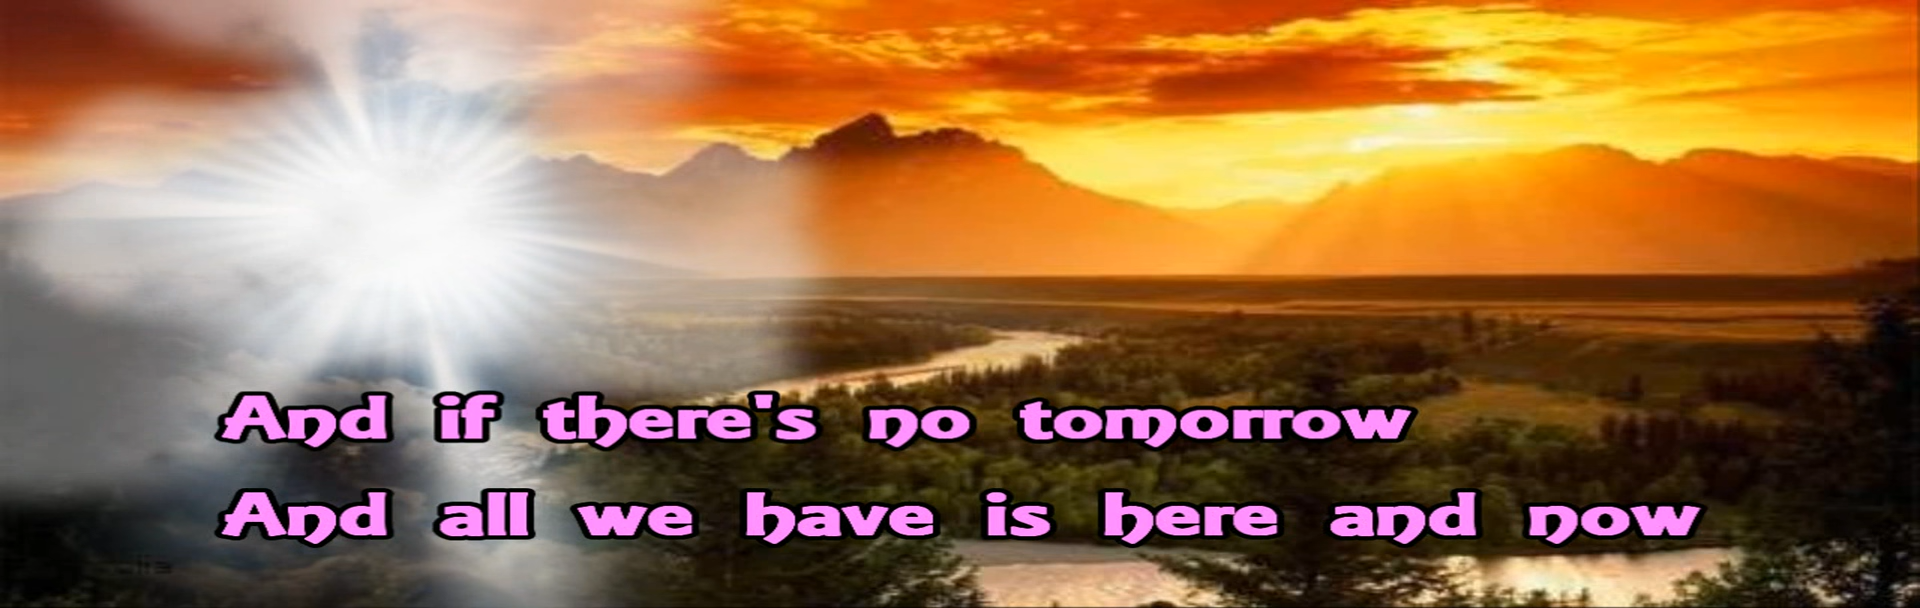 And if there's no tomorrow
And all we have is here and now